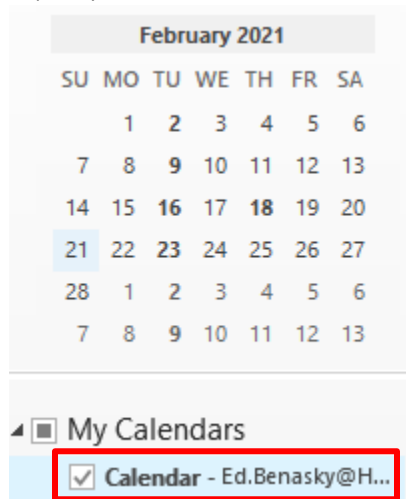 February 2021
SU MO TU WE TH FR SA
1 2 3 4 5 6
7 8 9 10 11 12 13
14 15 16 17 18 19 20
21 22 23 24 25 26 27
28 1 2 3 4 5 6
7 8 9 10 11 12 13
My Calendars
Calendar - Ed.Benasky@H...